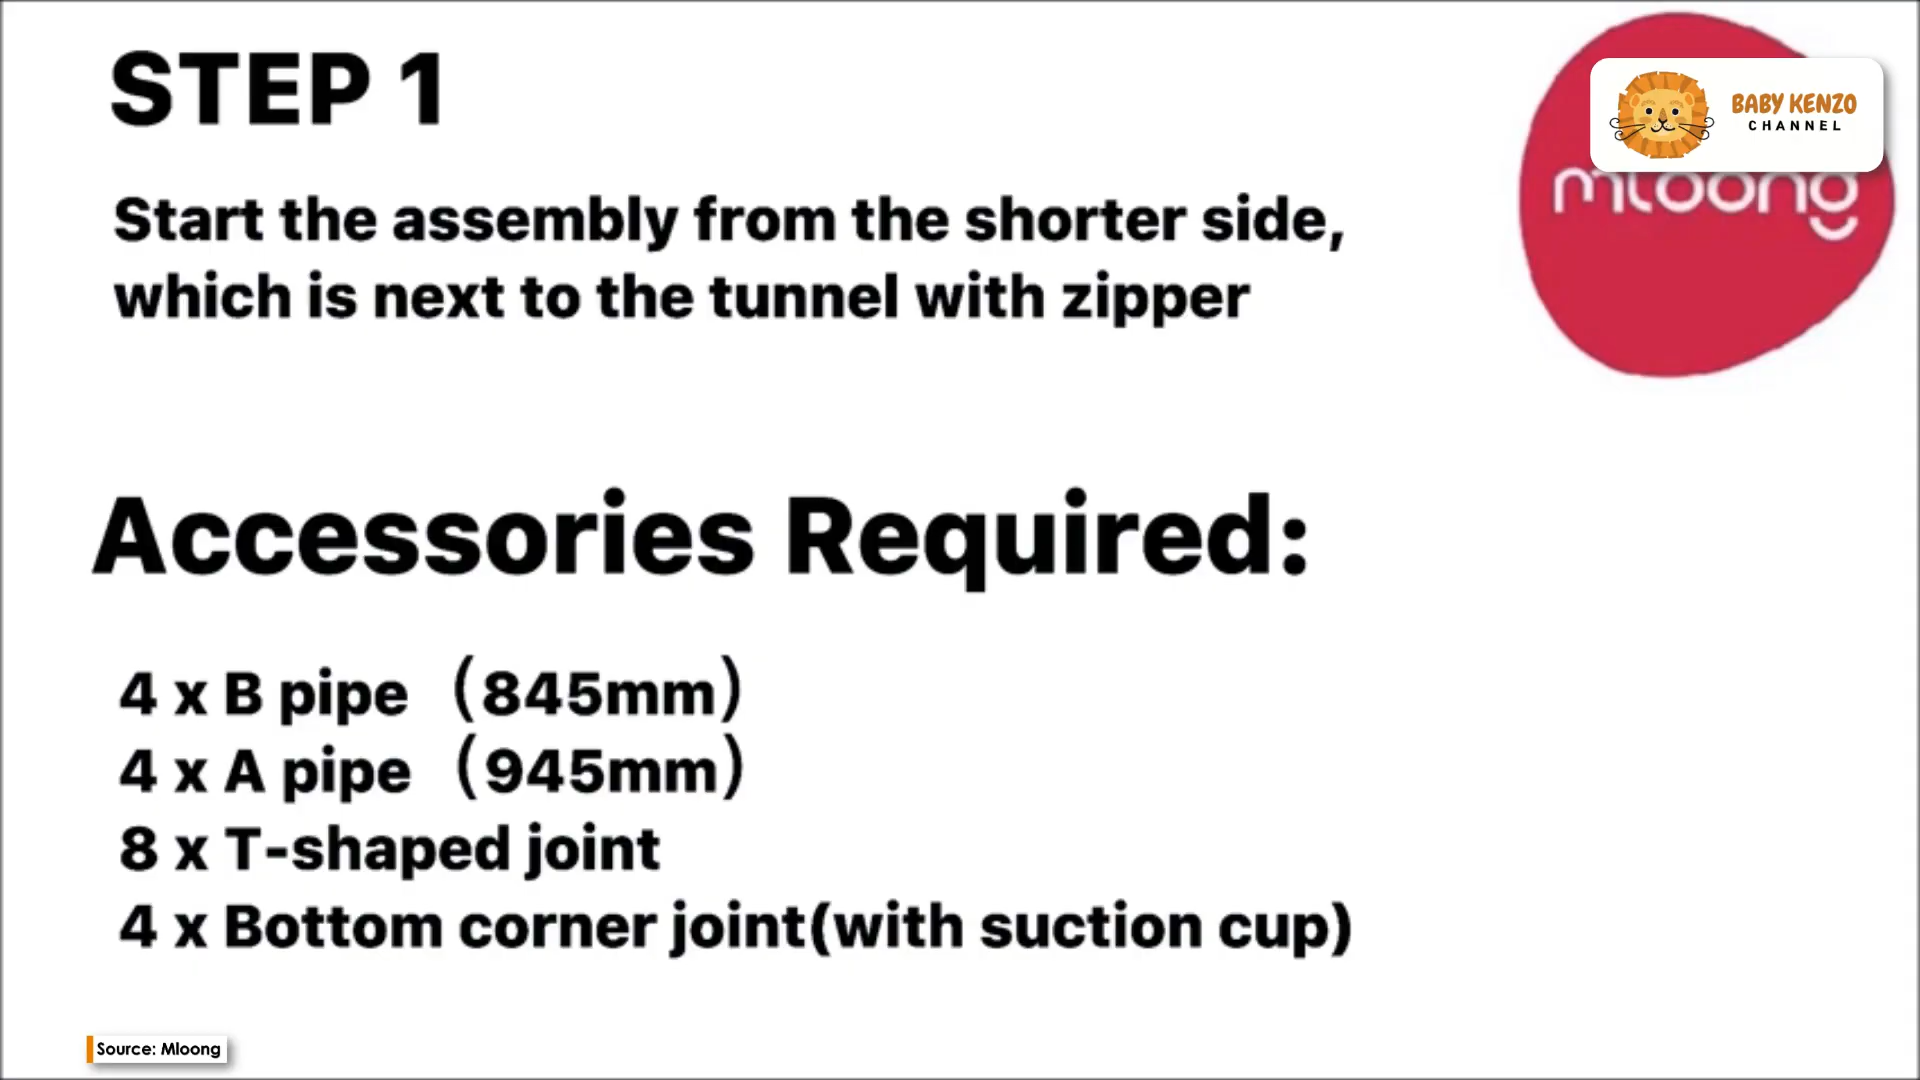 STEP 1
BABY KENZO
CHANNEL
mloong
Start the assembly from the shorter side,
which is next to the tunnel with zipper
Accessories Required:
4 x B pipe（845mm）
4 x A pipe（945mm）
8 x T-shaped joint
4 x Bottom corner joint(with suction cup)
Source: Mloong